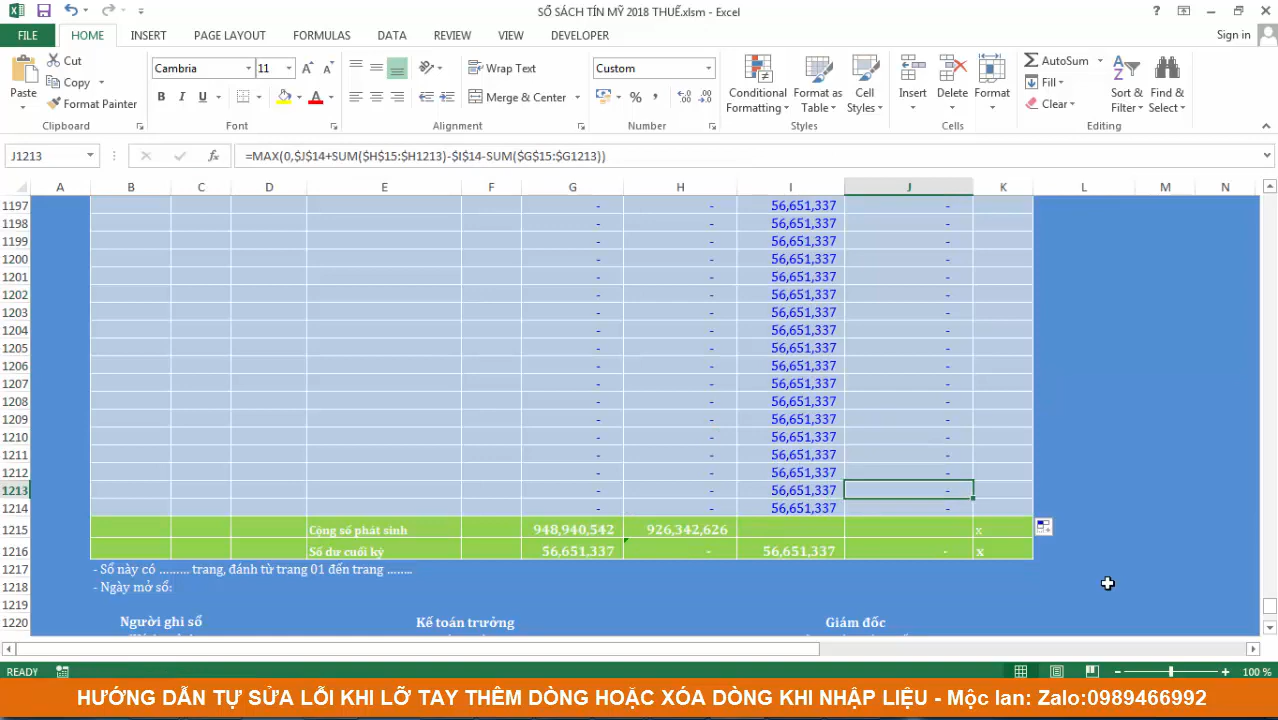 SỔ SÁCH TÍN MỸ 2018 THUẾ.xlsm - Excel
FILE HOME INSERT PAGE LAYOUT FORMULAS DATA REVIEW VIEW DEVELOPER Sign in
Paste Cut Copy Format Painter
Cambria 11 B I U A
Wrap Text Merge & Center
Custom %
Conditional Formatting Format as Table Cell Styles
Insert Delete Format
AutoSum Fill Clear Sort & Filter Find & Select
Clipboard Font Alignment Number Styles Cells Editing
J1213 fx =MAX(0,$J$14+SUM($H$15:$H1213)-$I$14-SUM($G$15:$G1213))
A B C D E F G H I J K L M N
1197 - - 56,651,337 -
1198 - - 56,651,337 -
1199 - - 56,651,337 -
1200 - - 56,651,337 -
1201 - - 56,651,337 -
1202 - - 56,651,337 -
1203 - - 56,651,337 -
1204 - - 56,651,337 -
1205 - - 56,651,337 -
1206 - - 56,651,337 -
1207 - - 56,651,337 -
1208 - - 56,651,337 -
1209 - - 56,651,337 -
1210 - - 56,651,337 -
1211 - - 56,651,337 -
1212 - - 56,651,337 -
1213 - - 56,651,337 -
1214 - - 56,651,337 -
1215 Cộng số phát sinh 948,940,542 926,342,626 x
1216 Số dư cuối kỳ 56,651,337 - 56,651,337 - x
1217 - Sổ này có ......... trang, đánh từ trang 01 đến trang ........
1218 - Ngày mở sổ:
1219
1220 Người ghi sổ Kế toán trưởng Giám đốc
READY 100 %
HƯỚNG DẪN TỰ SỬA LỖI KHI LỠ TAY THÊM DÒNG HOẶC XÓA DÒNG KHI NHẬP LIỆU - Mộc lan: Zalo:0989466992